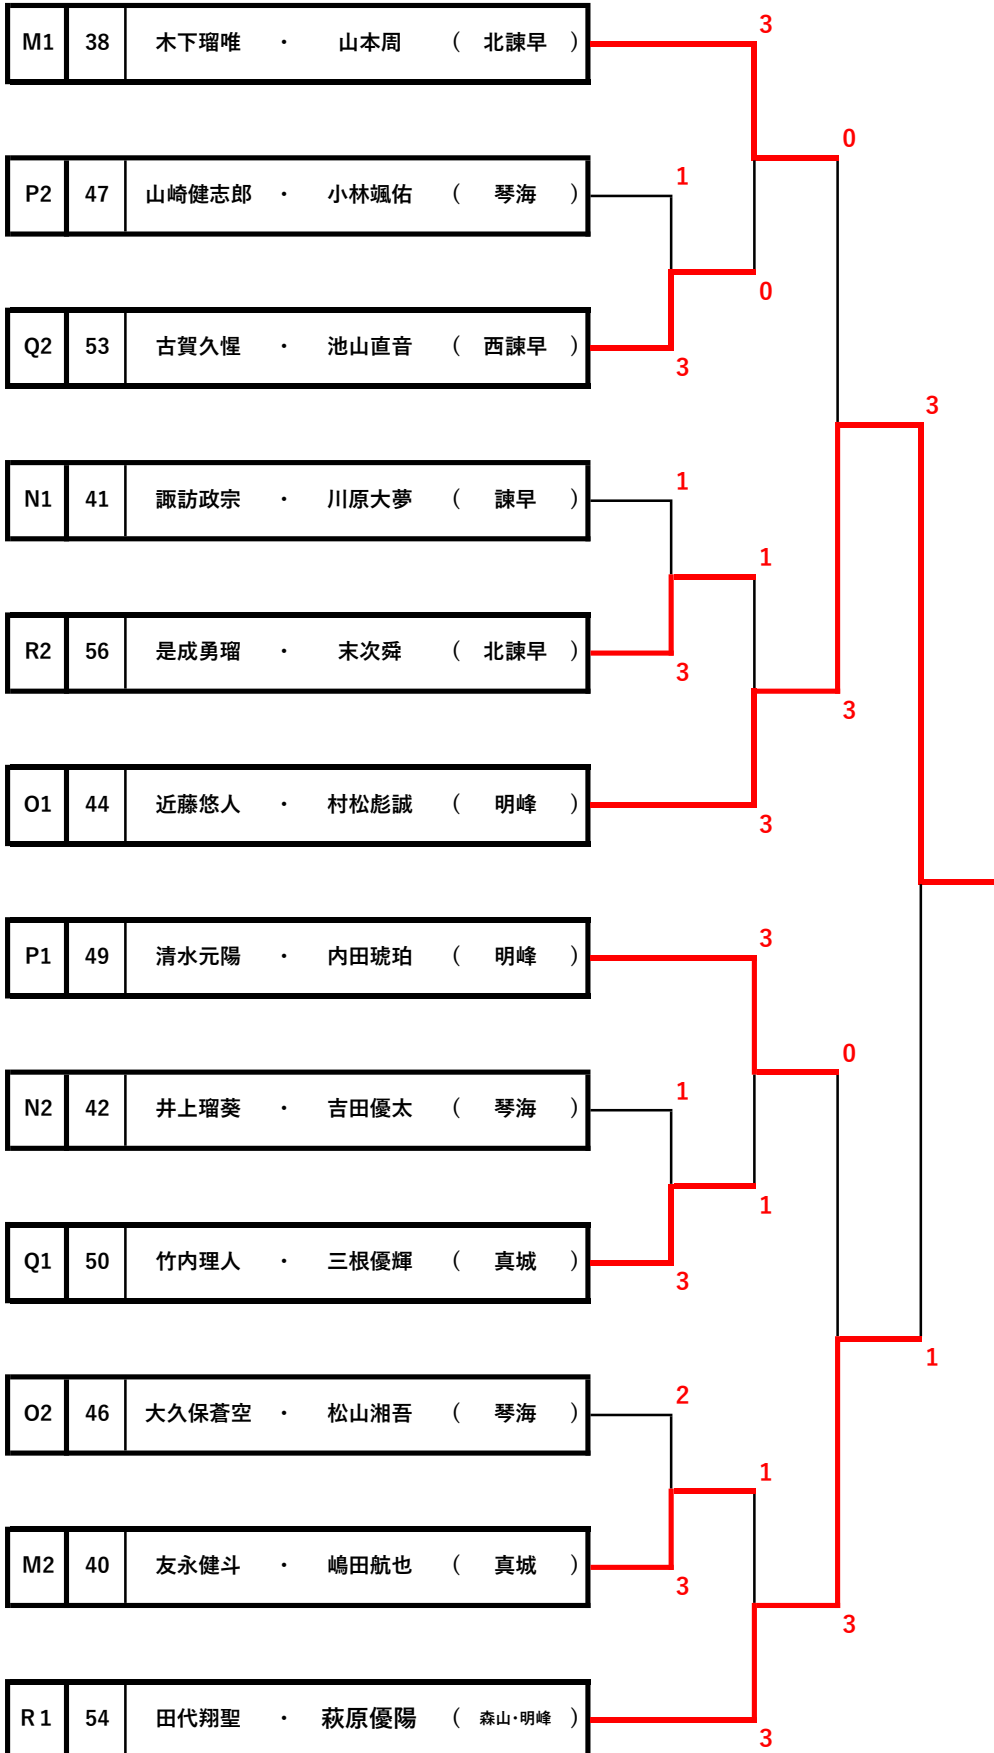 3
M1 38 木下瑠唯 ・ 山本周 ( 北諫早 )
0
1
P2 47 山崎健志郎 ・ 小林颯佑 ( 琴海 )
0
Q2 53 古賀久惺 ・ 池山直音 ( 西諫早 )
3
3
1
N1 41 諏訪政宗 ・ 川原大夢 ( 諫早 )
1
R2 56 是成勇瑠 ・ 末次舜 ( 北諫早 )
3
3
O1 44 近藤悠人 ・ 村松彪誠 ( 明峰 )
3
3
P1 49 清水元陽 ・ 内田琥珀 ( 明峰 )
0
1
N2 42 井上瑠葵 ・ 吉田優太 ( 琴海 )
1
Q1 50 竹内理人 ・ 三根優輝 ( 真城 )
3
1
2
O2 46 大久保蒼空 ・ 松山湘吾 ( 琴海 )
1
M2 40 友永健斗 ・ 嶋田航也 ( 真城 )
3
3
R1 54 田代翔聖 ・ 萩原優陽 ( 森山・明峰 )
3